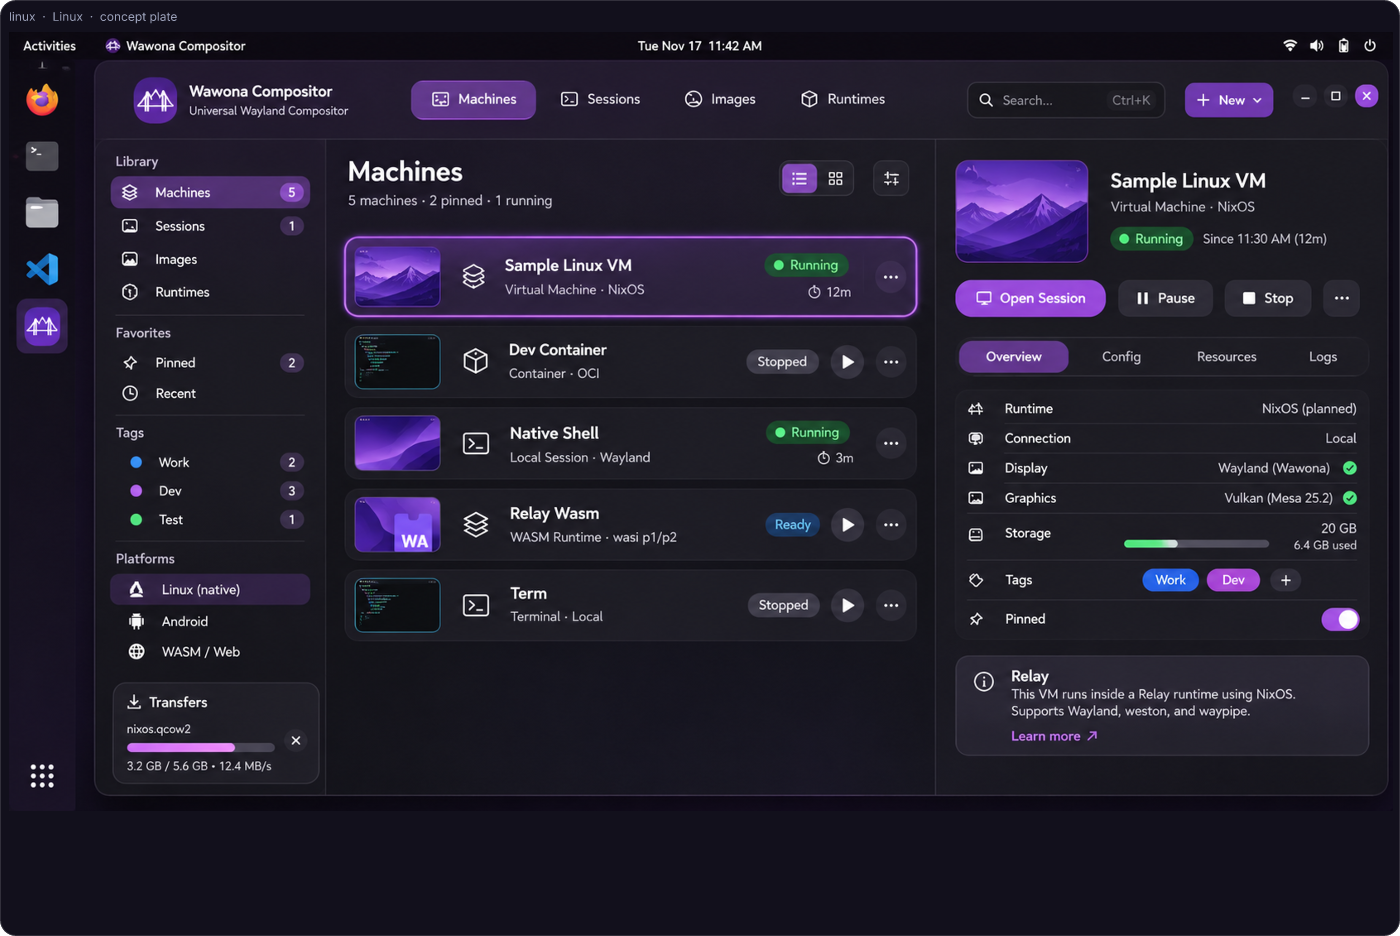 linux · Linux · concept plate
Activities
Wawona Compositor
Tue Nov 17 11:42 AM
Wawona Compositor
Universal Wayland Compositor
Machines
Sessions
Images
Runtimes
Search...
Ctrl+K
New
Library
Machines 5
Sessions 1
Images
Runtimes
Favorites
Pinned 2
Recent
Tags
Work 2
Dev 3
Test 1
Platforms
Linux (native)
Android
WASM / Web
Transfers
nixos.qcow2
3.2 GB / 5.6 GB • 12.4 MB/s
Machines
5 machines • 2 pinned • 1 running
Sample Linux VM
Virtual Machine · NixOS
Running
12m
Dev Container
Container · OCI
Stopped
Native Shell
Local Session · Wayland
Running
3m
WA
Relay Wasm
WASM Runtime · wasi p1/p2
Ready
Term
Terminal · Local
Stopped
Sample Linux VM
Virtual Machine · NixOS
Running
Since 11:30 AM (12m)
Open Session
Pause
Stop
Overview
Config
Resources
Logs
Runtime NixOS (planned)
Connection Local
Display Wayland (Wawona)
Graphics Vulkan (Mesa 25.2)
Storage 20 GB
6.4 GB used
Tags Work Dev +
Pinned
Relay
This VM runs inside a Relay runtime using NixOS.
Supports Wayland, weston, and waypipe.
Learn more ↗